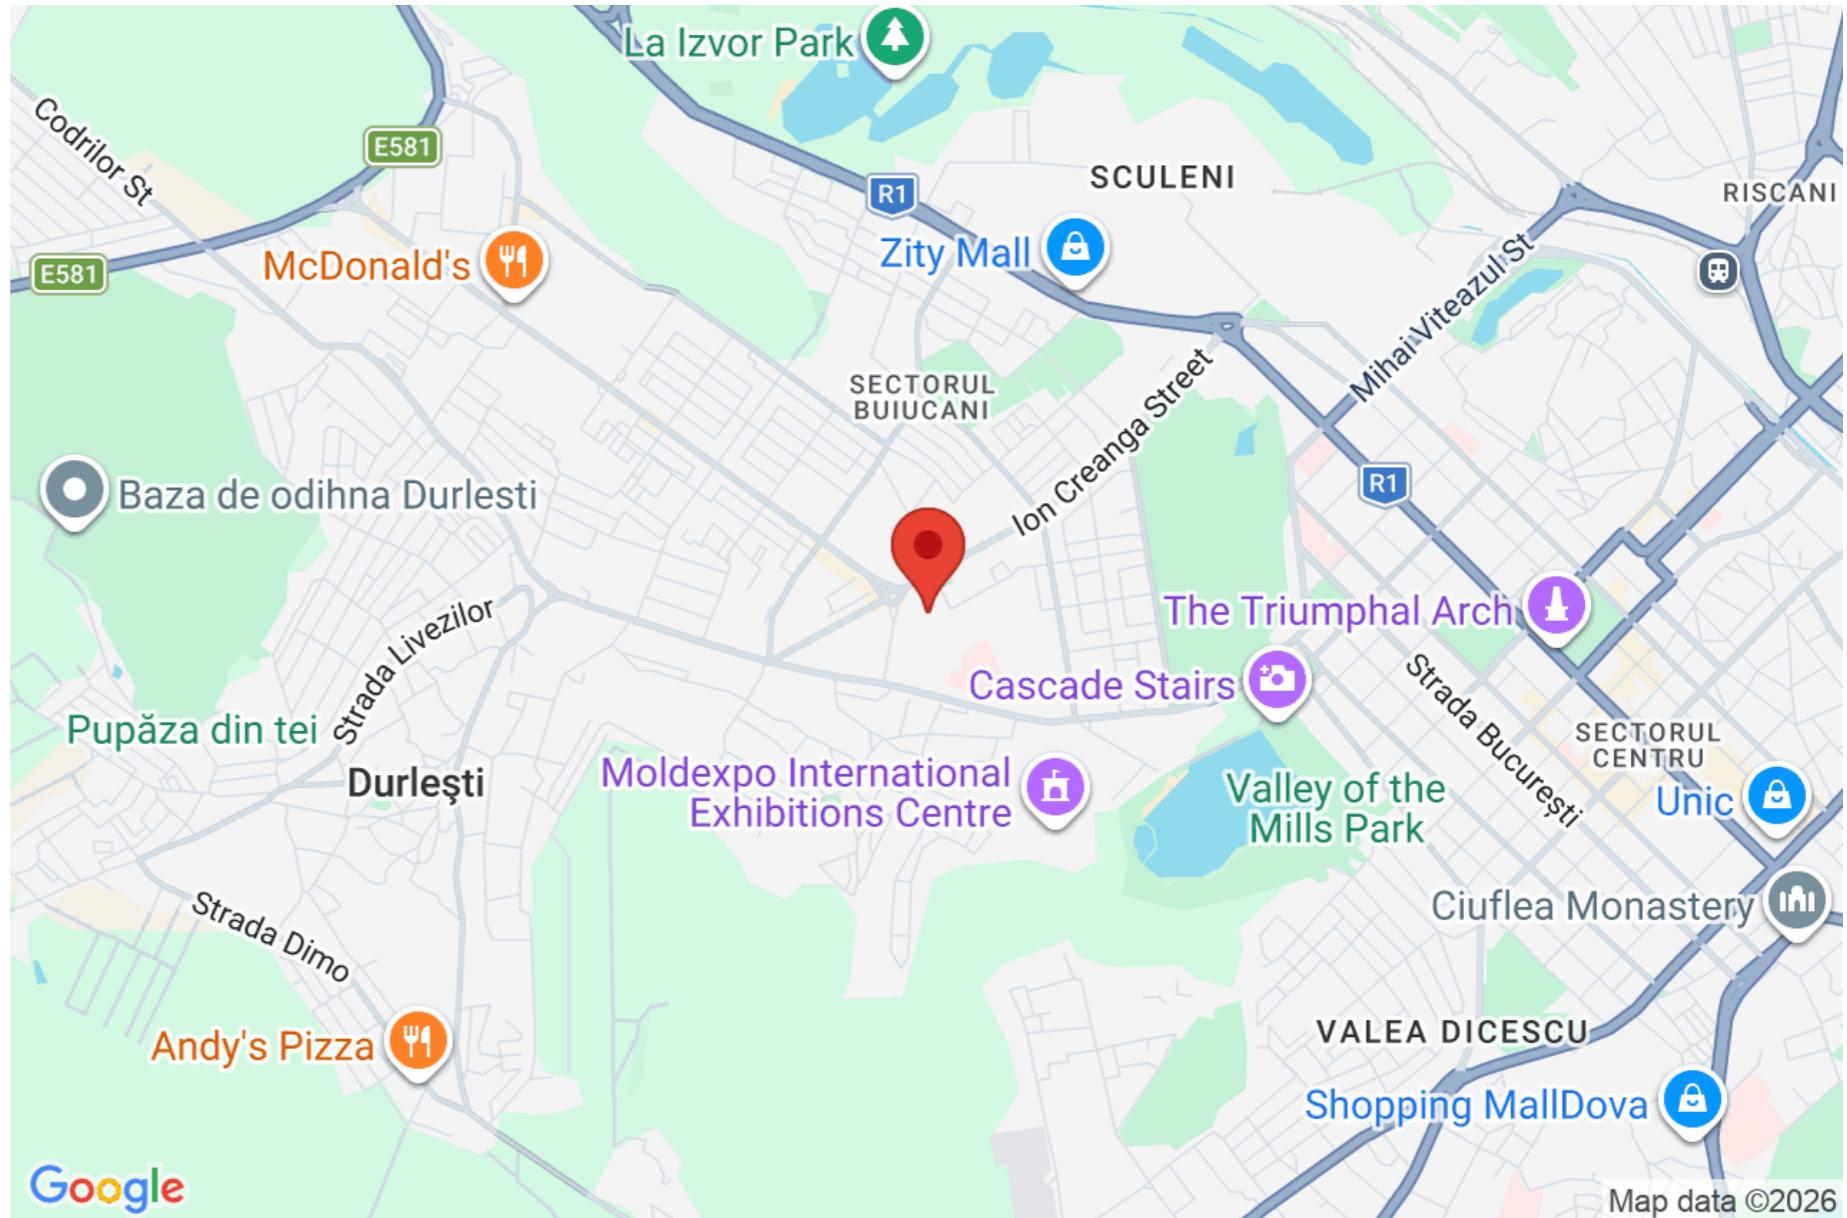 La Izvor Park
Codrilor St
E581
R1
SCULENI
RISCANI
McDonald's
Zity Mall
E581
Mihai Viteazul St
SECTORUL
BUIUCANI
Ion Creanga Street
R1
Baza de odihna Durlesti
Strada Livezilor
The Triumphal Arch
Cascade Stairs
Strada București
Pupăza din tei
Durleşti
Moldexpo International
Exhibitions Centre
Valley of the
Mills Park
SECTORUL
CENTRU
Unic
Strada Dimo
Ciuflea Monastery
Andy's Pizza
VALEA DICESCU
Shopping MallDova
Google
Map data ©2026